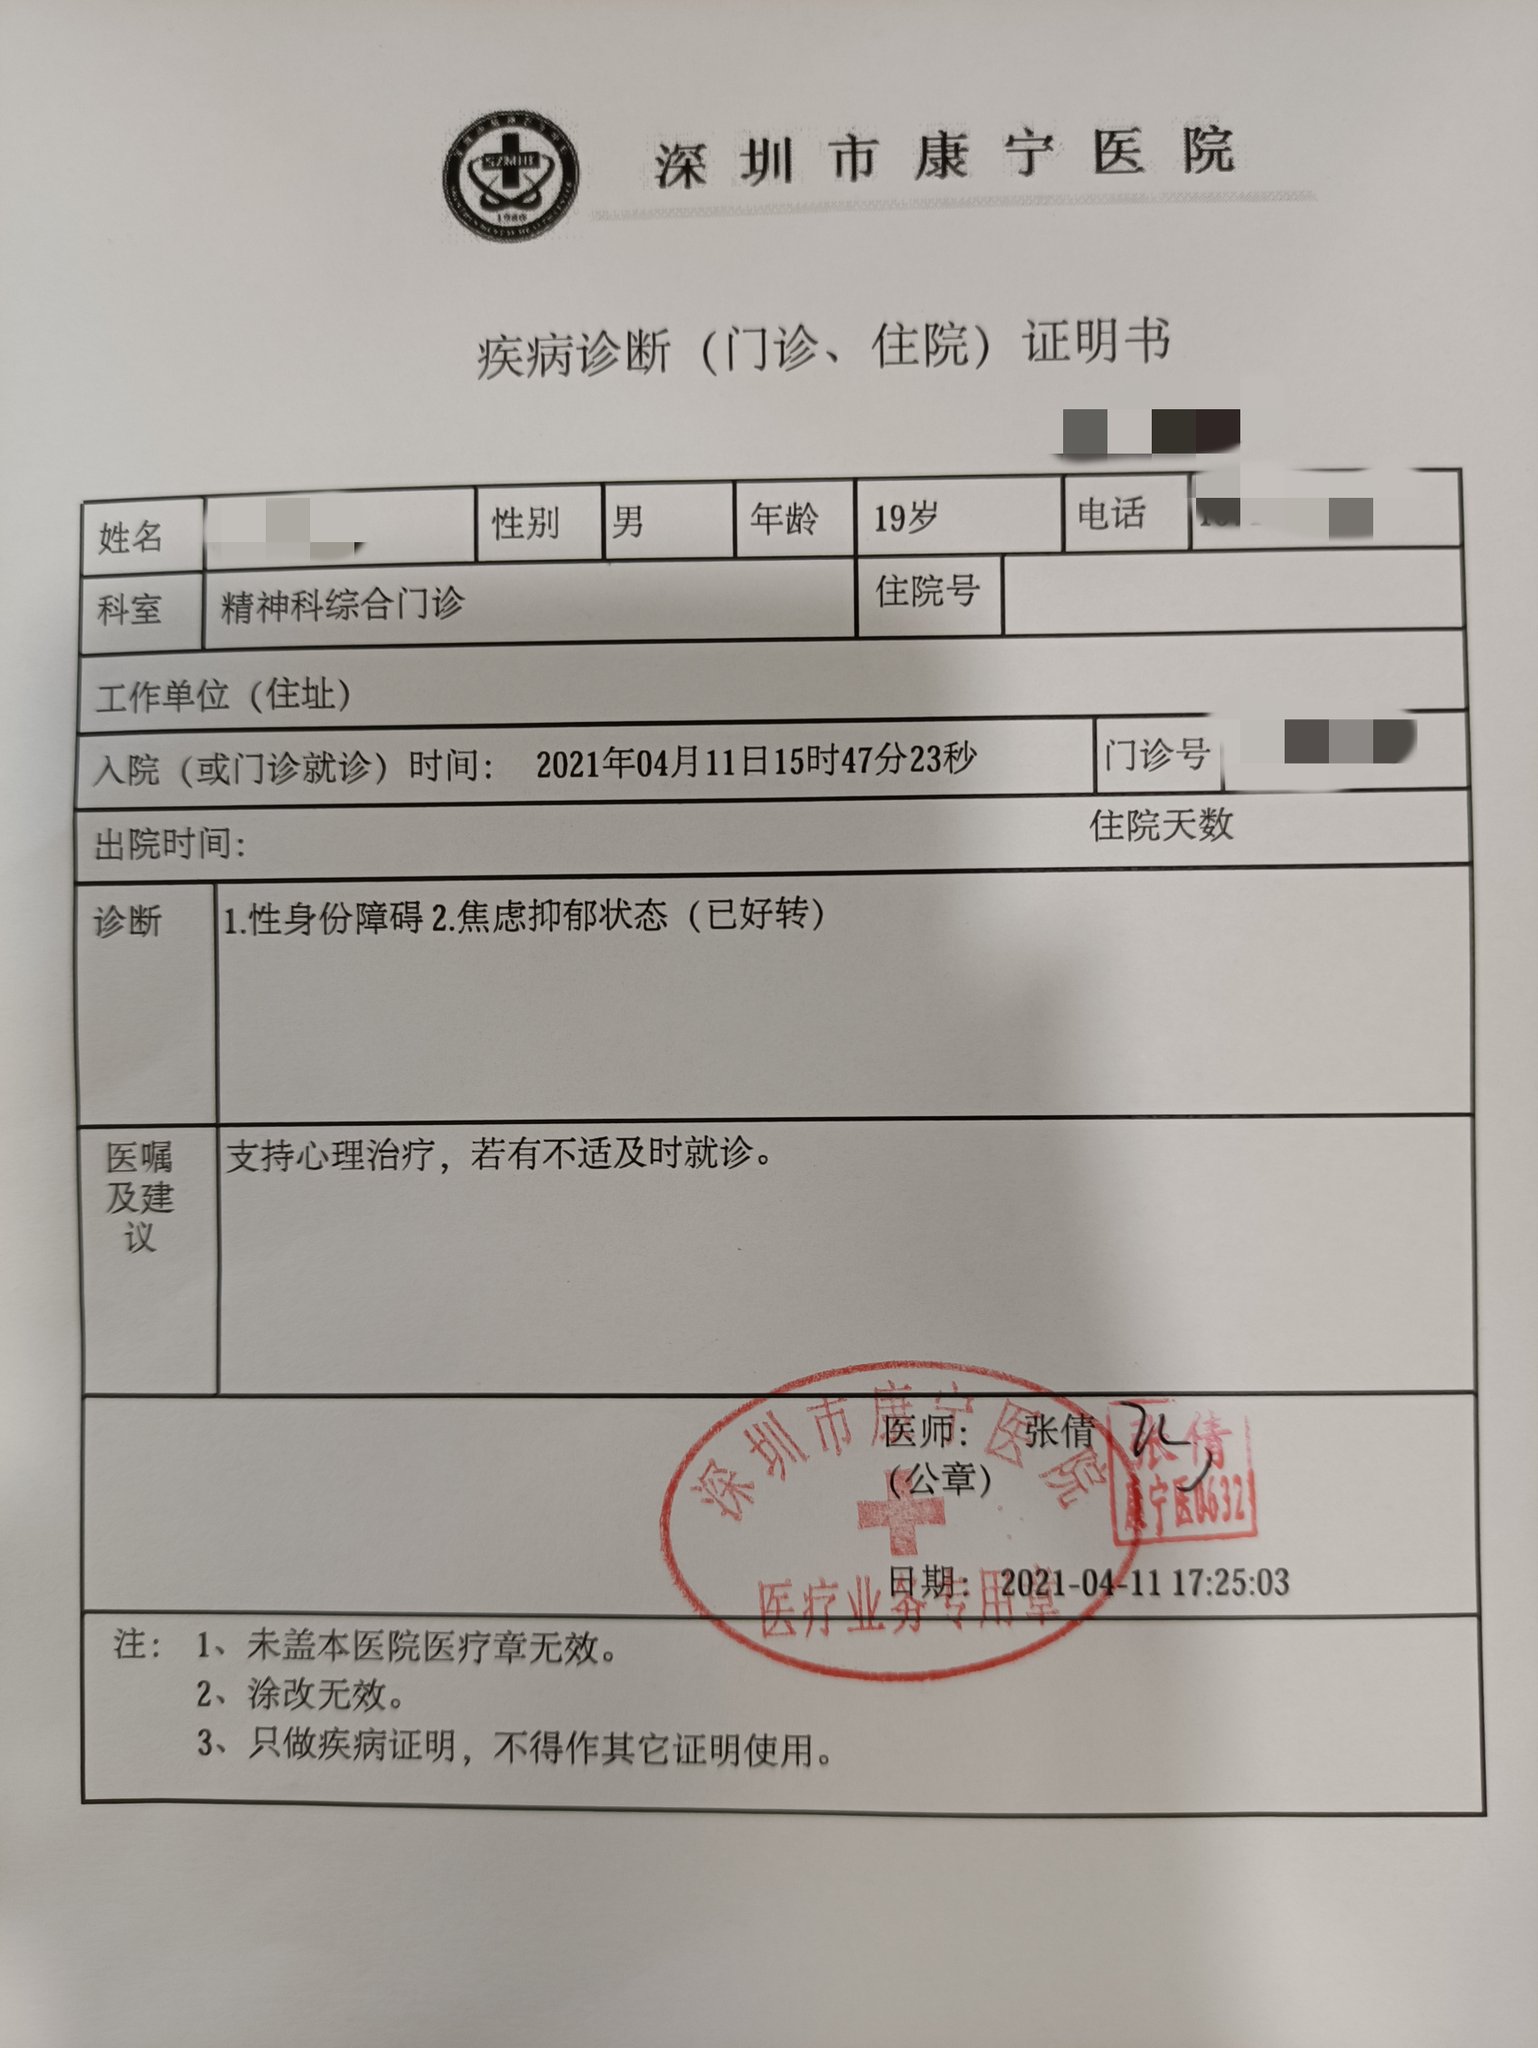 SZMHC
1980
深圳市康宁医院
疾病诊断（门诊、住院）证明书
姓名 性别 男 年龄 19岁 电话
科室 精神科综合门诊 住院号
工作单位（住址）
入院（或门诊就诊）时间： 2021年04月11日15时47分23秒 门诊号
出院时间： 住院天数
诊断 1.性身份障碍 2.焦虑抑郁状态（已好转）
医嘱及建议 支持心理治疗，若有不适及时就诊。
深圳市康宁医院
医疗业务专用章
医师： 张倩
张倩
康宁医0632
（公章）
日期： 2021-04-11 17:25:03
注： 1、未盖本医院医疗章无效。
2、涂改无效。
3、只做疾病证明，不得作其它证明使用。